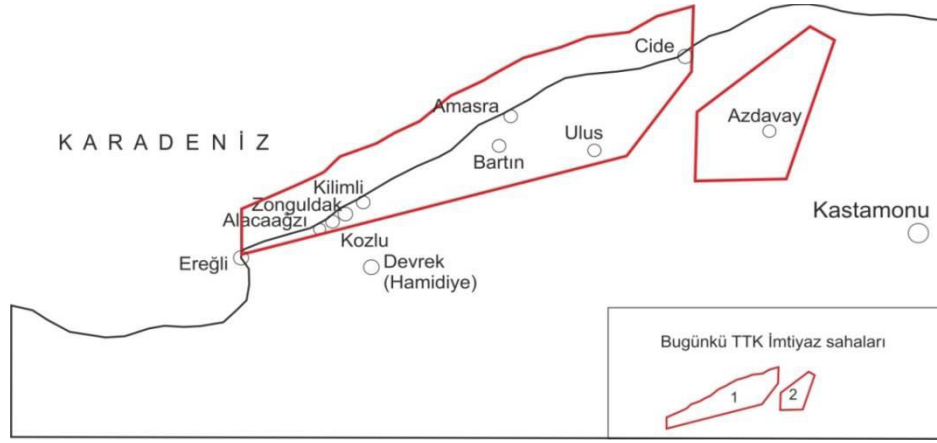 Cide
Amasra
Azdavay
KARADENİZ
Ulus
Bartın
Kilimli
Zonguldak
Alacaağzı
Kastamonu
Kozlu
Ereğli
Devrek
(Hamidiye)
Bugünkü TTK İmtiyaz sahaları
1
2